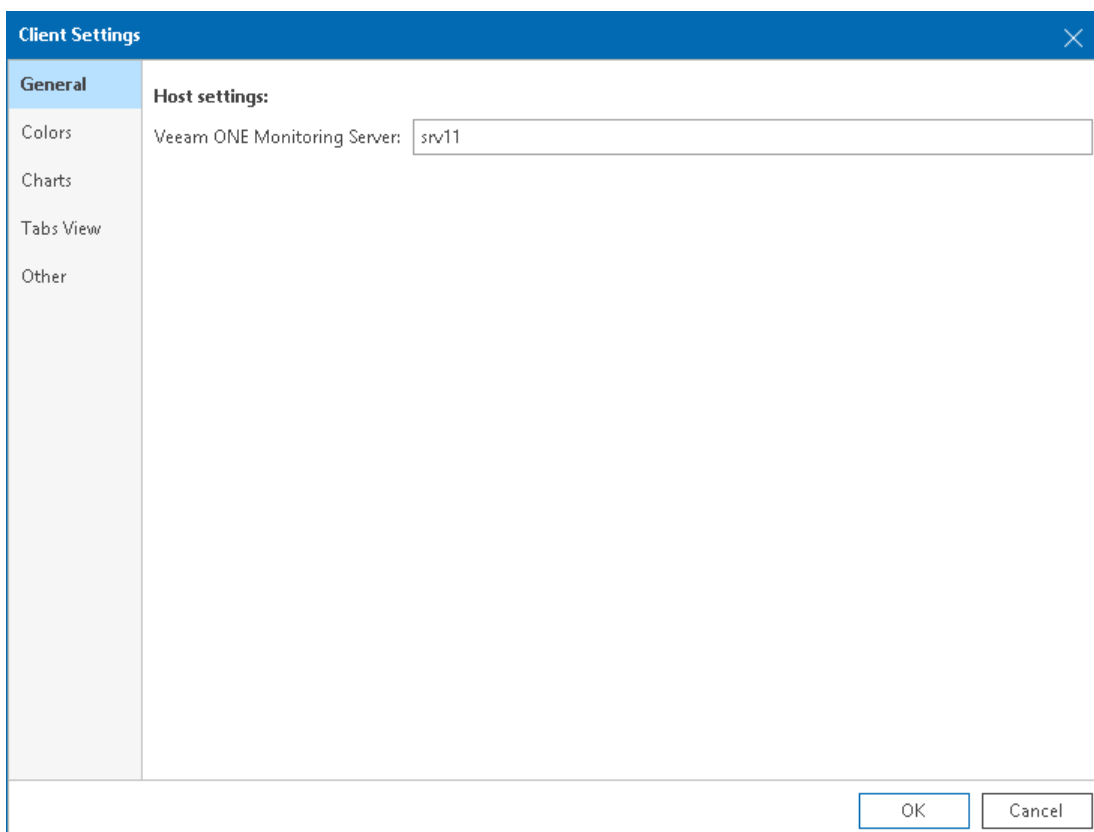 Client Settings
General
Colors
Charts
Tabs View
Other
Host settings:
Veeam ONE Monitoring Server: srv11
OK Cancel